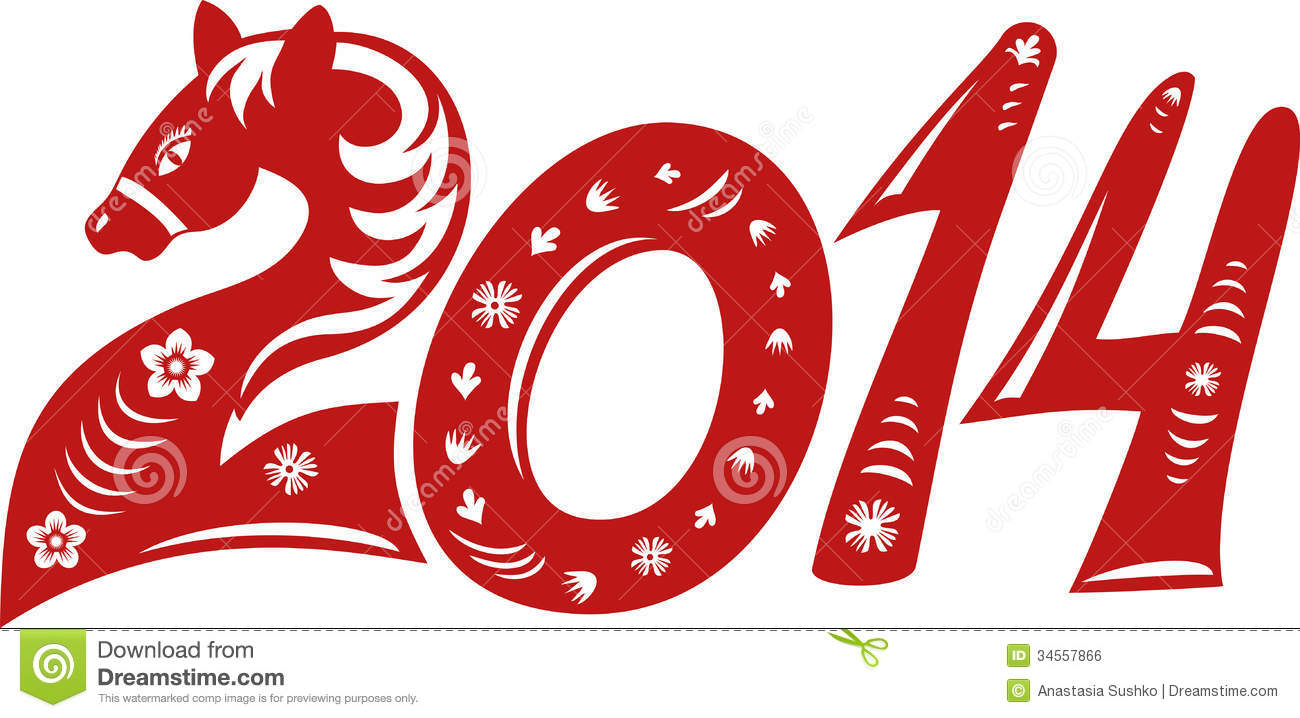 2014
Download from
Dreamstime.com
This watermarked comp image is for previewing purposes only.
ID 34557866
© Anastasia Sushko | Dreamstime.com